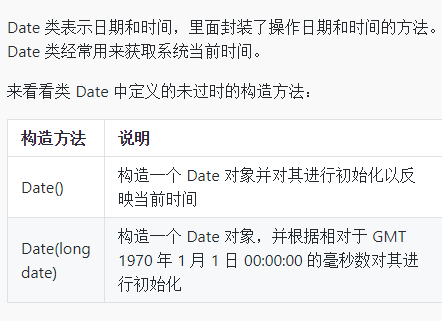 Date 类表示日期和时间，里面封装了操作日期和时间的方法。
Date 类经常用来获取系统当前时间。
来看看类 Date 中定义的未过时的构造方法：
构造方法 说明
Date() 构造一个 Date 对象并对其进行初始化以反
映当前时间
Date(long
date)
构造一个 Date 对象，并根据相对于 GMT
1970 年 1 月 1 日 00:00:00 的毫秒数对其进
行初始化